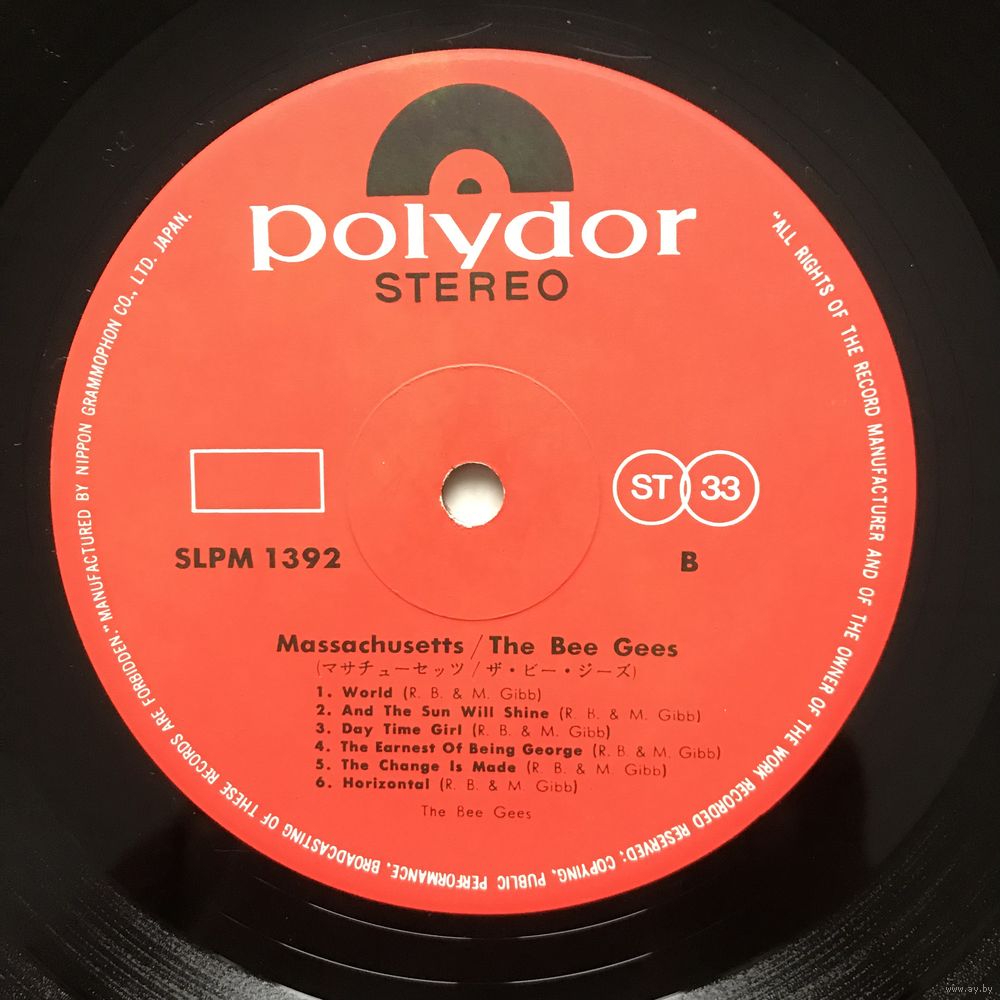 polydor
STEREO
ST 33
SLPM 1392
B
Massachusetts / The Bee Gees
(マサチューセッツ / ザ・ビー・ジーズ)
1. World (R. B. & M. Gibb)
2. And The Sun Will Shine (R. B. & M. Gibb)
3. Day Time Girl (R. B. & M. Gibb)
4. The Earnest Of Being George (R. B. & M. Gibb)
5. The Change Is Made (R. B. & M. Gibb)
6. Horizontal (R. B. & M. Gibb)
The Bee Gees
"ALL RIGHTS OF THE RECORD MANUFACTURER AND OF THE OWNER OF THE WORK RECORDED RESERVED; COPYING, PUBLIC PERFORMANCE, BROADCASTING OF THESE RECORDS ARE FORBIDDEN." MANUFACTURED BY NIPPON GRAMMOPHON CO., LTD. JAPAN.
www.ay.by